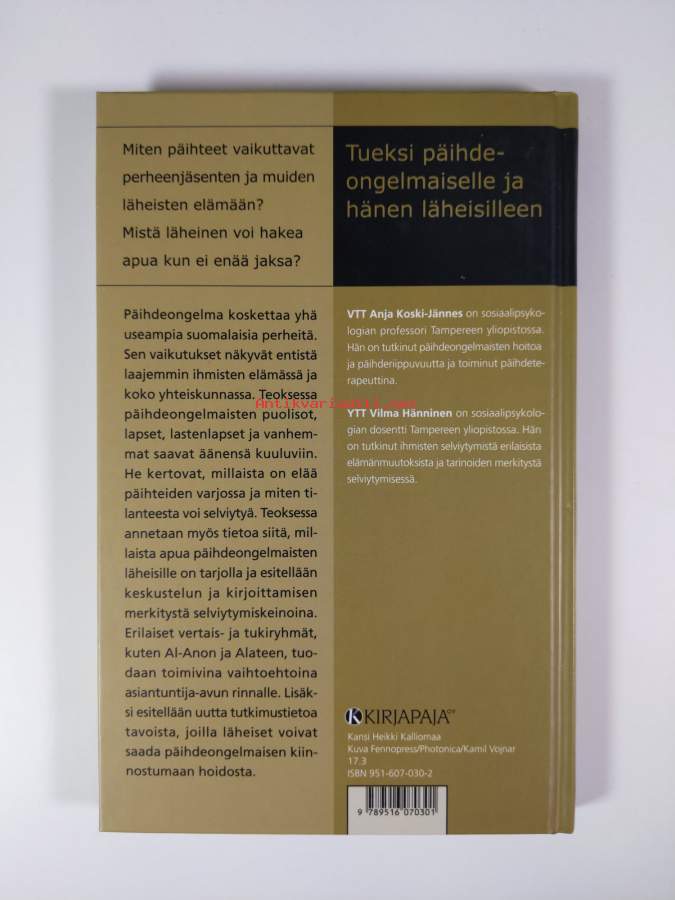 Miten päihteet vaikuttavat
perheenjäsenten ja muiden
läheisten elämään?
Mistä läheinen voi hakea
apua kun ei enää jaksa?
Tueksi päihde-
ongelmaiselle ja
hänen läheisilleen
Päihdeongelma koskettaa yhä
useampia suomalaisia perheitä.
Sen vaikutukset näkyvät entistä
laajemmin ihmisten elämässä ja
koko yhteiskunnassa. Teoksessa
päihdeongelmaisten puolisot,
lapset, lastenlapset ja vanhem-
mat saavat äänensä kuuluviin.
He kertovat, millaista on elää
päihteiden varjossa ja miten ti-
lanteesta voi selviytyä. Teoksessa
annetaan myös tietoa siitä, mil-
laista apua päihdeongelmaisten
läheisille on tarjolla ja esitellään
keskustelun ja kirjoittamisen
merkitystä selviytymiskeinoina.
Erilaiset vertais- ja tukiryhmät,
kuten Al-Anon ja Alateen, tuo-
daan toimivina vaihtoehtoina
asiantuntija-avun rinnalle. Lisäk-
si esitellään uutta tutkimustietoa
tavoista, joilla läheiset voivat
saada päihdeongelmaisen kiin-
nostumaan hoidosta.
VTT Anja Koski-Jännes on sosiaalipsyko-
logian professori Tampereen yliopistossa.
Hän on tutkinut päihdeongelmaisten hoitoa
ja päihderiippuvuutta ja toiminut päihdete-
rapeuttina.
YTT Vilma Hänninen on sosiaalipsykolo-
gian dosentti Tampereen yliopistossa. Hän
on tutkinut ihmisten selviytymistä erilaisista
elämänmuutoksista ja tarinoiden merkitystä
selviytymisessä.
KIRJAPAJA OY
Kansi Heikki Kalliomaa
Kuva Fennopress/Photonica/Kamil Vojnar
17.3
ISBN 951-607-030-2
9 789516 070301